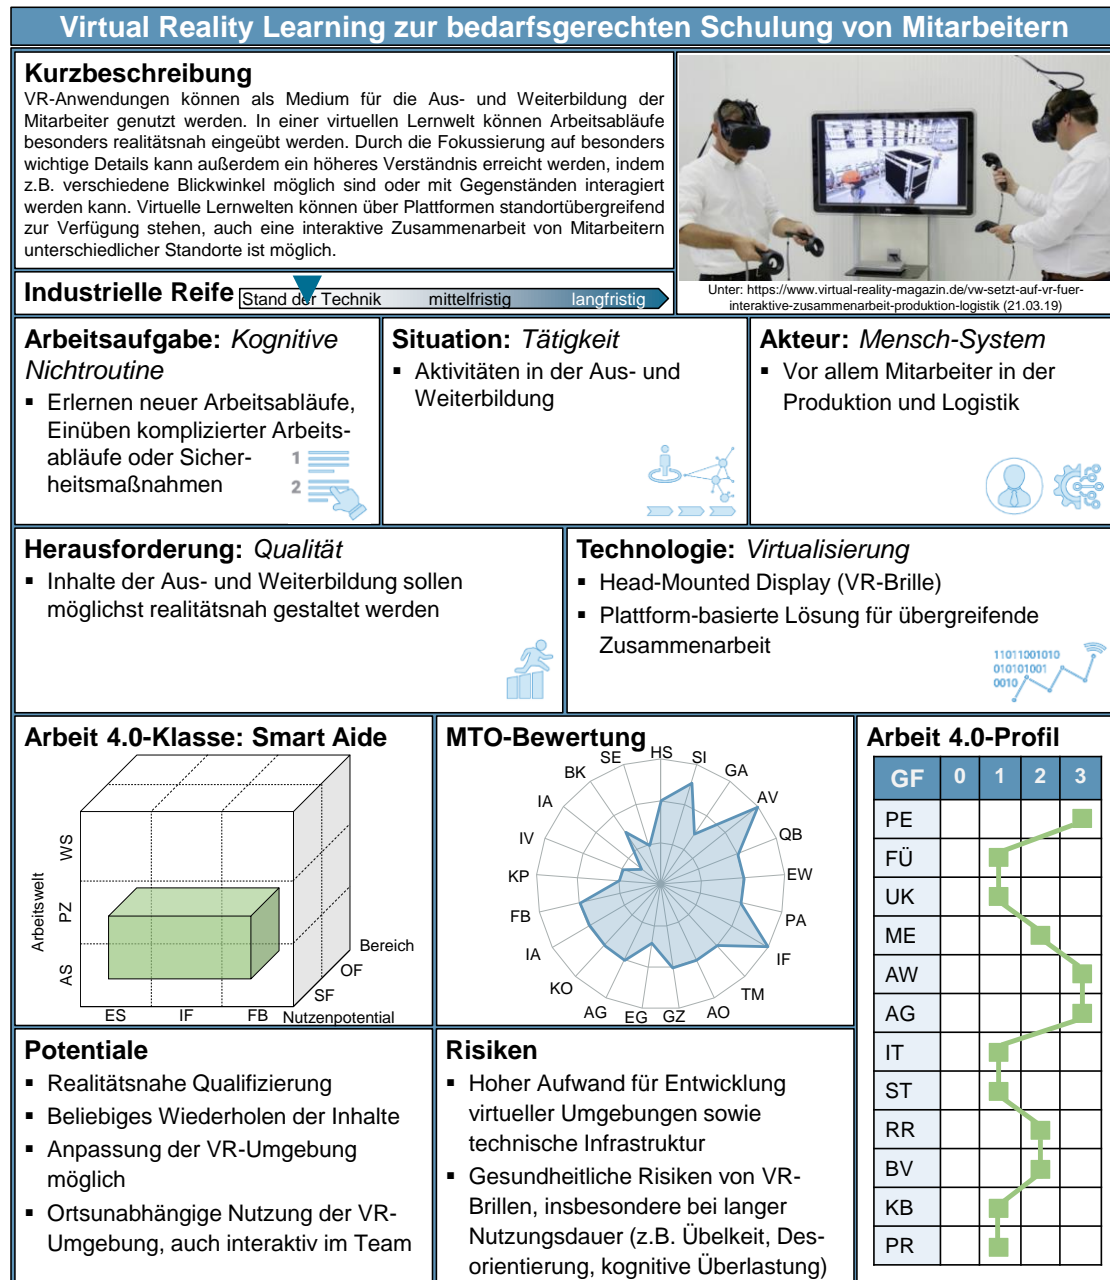 Virtual Reality Learning zur bedarfsgerechten Schulung von Mitarbeitern
Kurzbeschreibung
VR-Anwendungen können als Medium für die Aus- und Weiterbildung der
Mitarbeiter genutzt werden. In einer virtuellen Lernwelt können Arbeitsabläufe
besonders realitätsnah eingeübt werden. Durch die Fokussierung auf besonders
wichtige Details kann außerdem ein höheres Verständnis erreicht werden, indem
z.B. verschiedene Blickwinkel möglich sind oder mit Gegenständen interagiert
werden kann. Virtuelle Lernwelten können über Plattformen standortübergreifend
zur Verfügung stehen, auch eine interaktive Zusammenarbeit von Mitarbeitern
unterschiedlicher Standorte ist möglich.
Unter: https://www.virtual-reality-magazin.de/vw-setzt-auf-vr-fuer-
interaktive-zusammenarbeit-produktion-logistik (21.03.19)
Industrielle Reife
Stand der Technik mittelfristig langfristig
Arbeitsaufgabe: Kognitive
Nichtroutine
▪ Erlernen neuer Arbeitsabläufe,
Einüben komplizierter Arbeits-
abläufe oder Sicher-
heitsmaßnahmen
1
2
Situation: Tätigkeit
▪ Aktivitäten in der Aus- und
Weiterbildung
Akteur: Mensch-System
▪ Vor allem Mitarbeiter in der
Produktion und Logistik
Herausforderung: Qualität
▪ Inhalte der Aus- und Weiterbildung sollen
möglichst realitätsnah gestaltet werden
Technologie: Virtualisierung
▪ Head-Mounted Display (VR-Brille)
▪ Plattform-basierte Lösung für übergreifende
Zusammenarbeit
11011001010
010101001
0010
Arbeit 4.0-Klasse: Smart Aide
Arbeitswelt
WS
PZ
AS
ES IF FB Nutzenpotential
SF
OF
Bereich
MTO-Bewertung
HS
SI
GA
AV
QB
EW
PA
IF
TM
AO
GZ
EG
AG
KO
IA
FB
KP
IV
IA
BK
SE
Arbeit 4.0-Profil
GF 0 1 2 3
PE
FÜ
UK
ME
AW
AG
IT
ST
RR
BV
KB
PR
Potentiale
▪ Realitätsnahe Qualifizierung
▪ Beliebiges Wiederholen der Inhalte
▪ Anpassung der VR-Umgebung
möglich
▪ Ortsunabhängige Nutzung der VR-
Umgebung, auch interaktiv im Team
Risiken
▪ Hoher Aufwand für Entwicklung
virtueller Umgebungen sowie
technische Infrastruktur
▪ Gesundheitliche Risiken von VR-
Brillen, insbesondere bei langer
Nutzungsdauer (z.B. Übelkeit, Des-
orientierung, kognitive Überlastung)